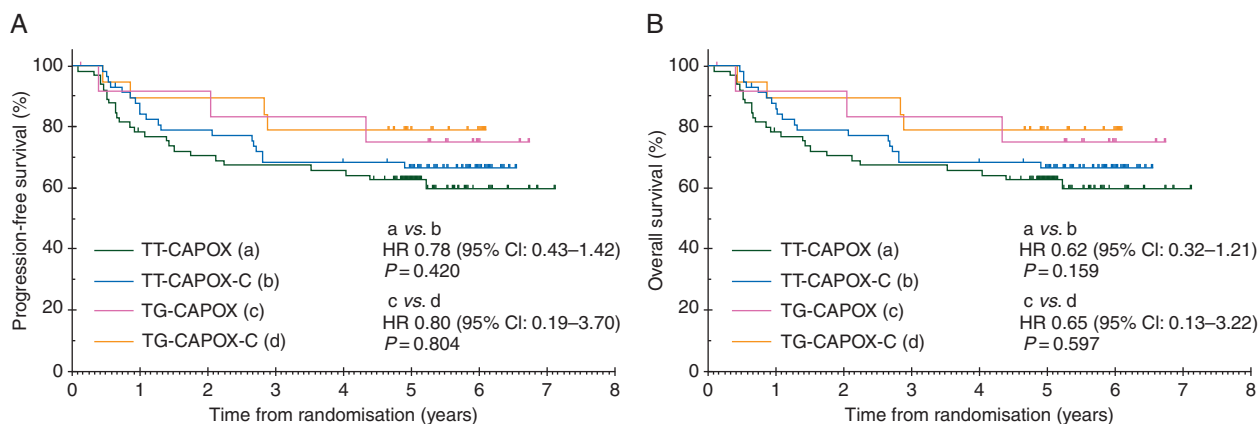 A
Progression-free survival (%)
100
80
60
40
20
0
TT-CAPOX (a)
TT-CAPOX-C (b)
TG-CAPOX (c)
TG-CAPOX-C (d)
a vs. b
HR 0.78 (95% CI: 0.43–1.42)
P = 0.420
c vs. d
HR 0.80 (95% CI: 0.19–3.70)
P = 0.804
0 1 2 3 4 5 6 7 8
Time from randomisation (years)
B
Overall survival (%)
100
80
60
40
20
0
TT-CAPOX (a)
TT-CAPOX-C (b)
TG-CAPOX (c)
TG-CAPOX-C (d)
a vs. b
HR 0.62 (95% CI: 0.32–1.21)
P = 0.159
c vs. d
HR 0.65 (95% CI: 0.13–3.22)
P = 0.597
0 1 2 3 4 5 6 7 8
Time from randomisation (years)